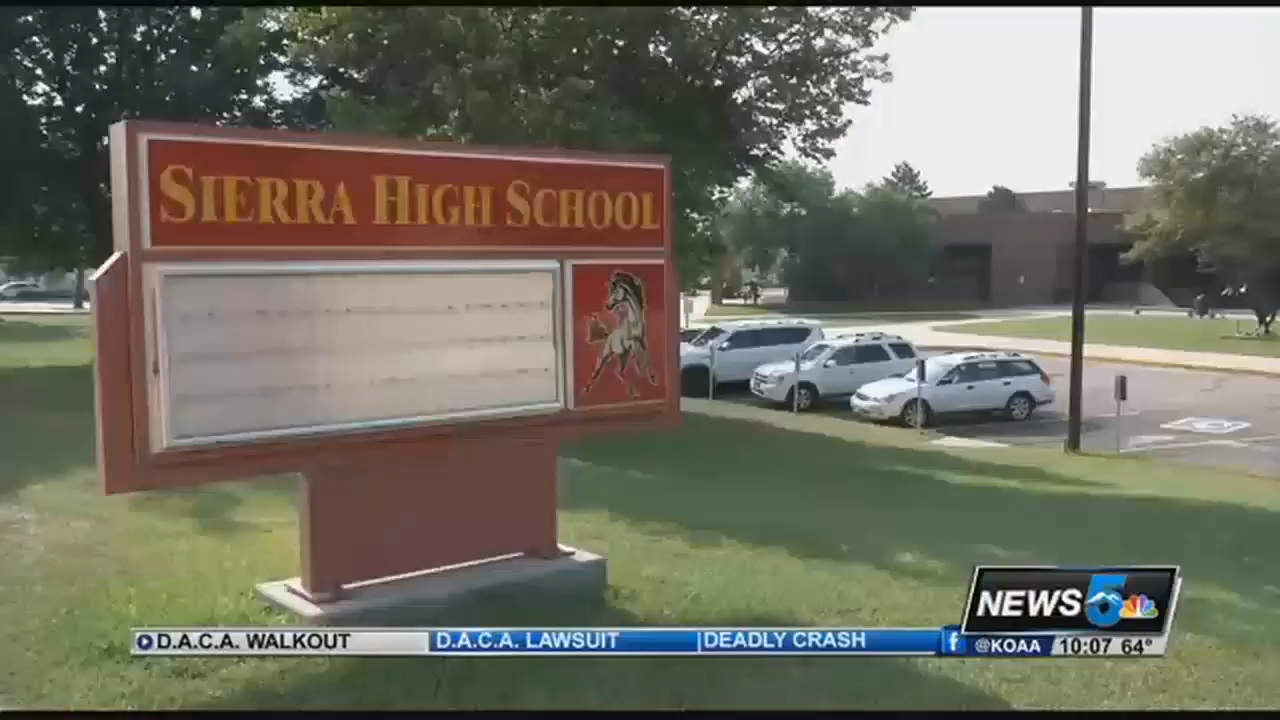 SIERRA HIGH SCHOOL
NEWS 5
D.A.C.A. WALKOUT D.A.C.A. LAWSUIT DEADLY CRASH f @KOAA 10:07 64°